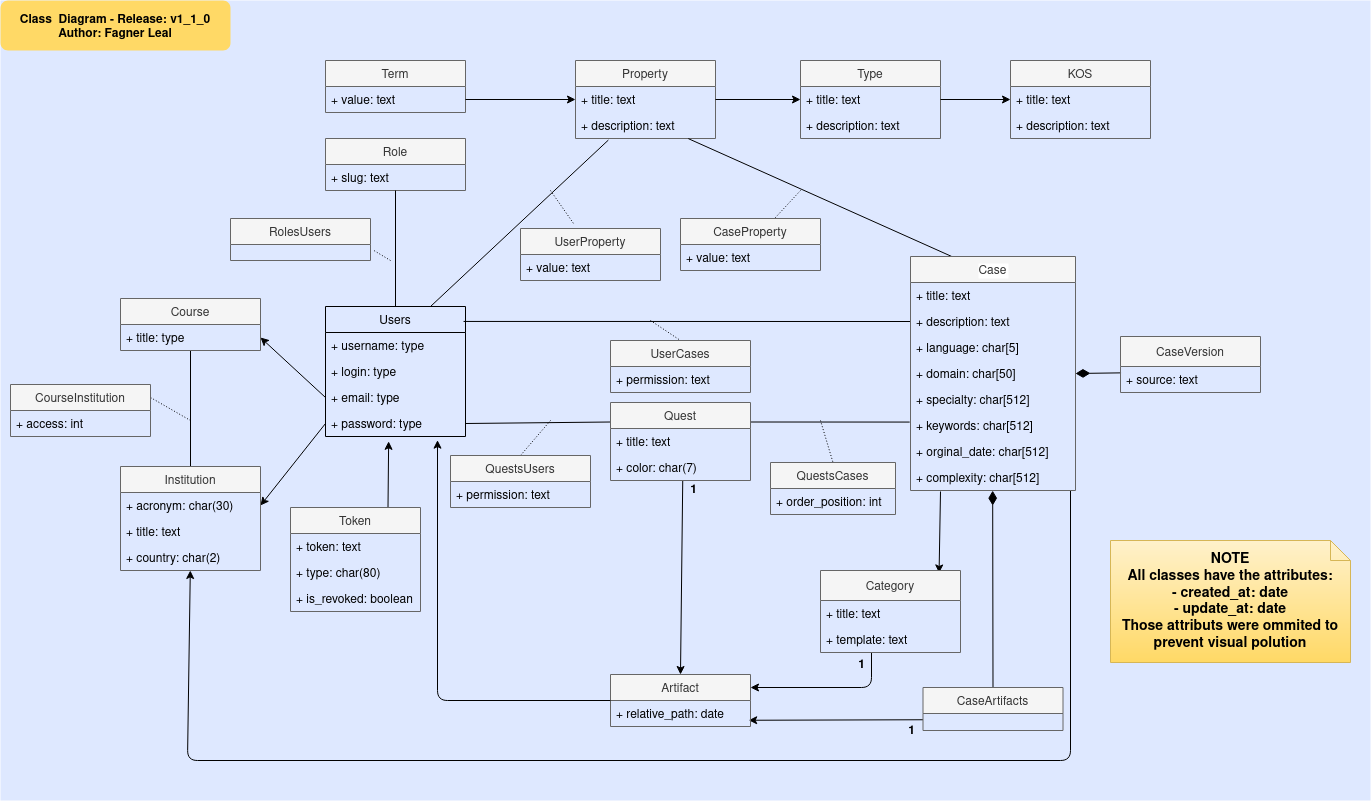 Class  Diagram - Release: v1_1_0
Author: Fagner Leal
Term
+ value: text
Property
+ title: text
+ description: text
Type
+ title: text
+ description: text
KOS
+ title: text
+ description: text
Role
+ slug: text
RolesUsers
UserProperty
+ value: text
CaseProperty
+ value: text
Case
+ title: text
+ description: text
+ language: char[5]
+ domain: char[50]
+ specialty: char[512]
+ keywords: char[512]
+ orginal_date: char[512]
+ complexity: char[512]
Course
+ title: type
Users
+ username: type
+ login: type
+ email: type
+ password: type
UserCases
+ permission: text
CaseVersion
+ source: text
CourseInstitution
+ access: int
Quest
+ title: text
+ color: char(7)
1
QuestsUsers
+ permission: text
QuestsCases
+ order_position: int
Institution
+ acronym: char(30)
+ title: text
+ country: char(2)
Token
+ token: text
+ type: char(80)
+ is_revoked: boolean
NOTE
All classes have the attributes:
- created_at: date
- update_at: date
Those attributs were ommited to
prevent visual polution
Category
+ title: text
+ template: text
1
Artifact
+ relative_path: date
CaseArtifacts
1